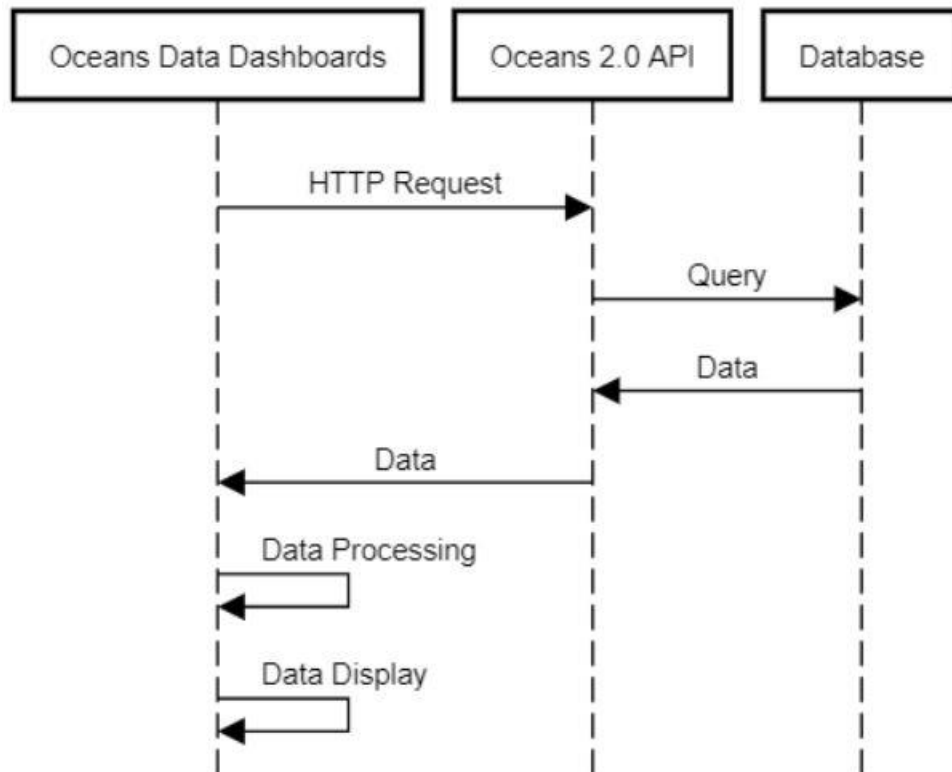 Oceans Data Dashboards
Oceans 2.0 API
Database
HTTP Request
Query
Data
Data
Data Processing
Data Display